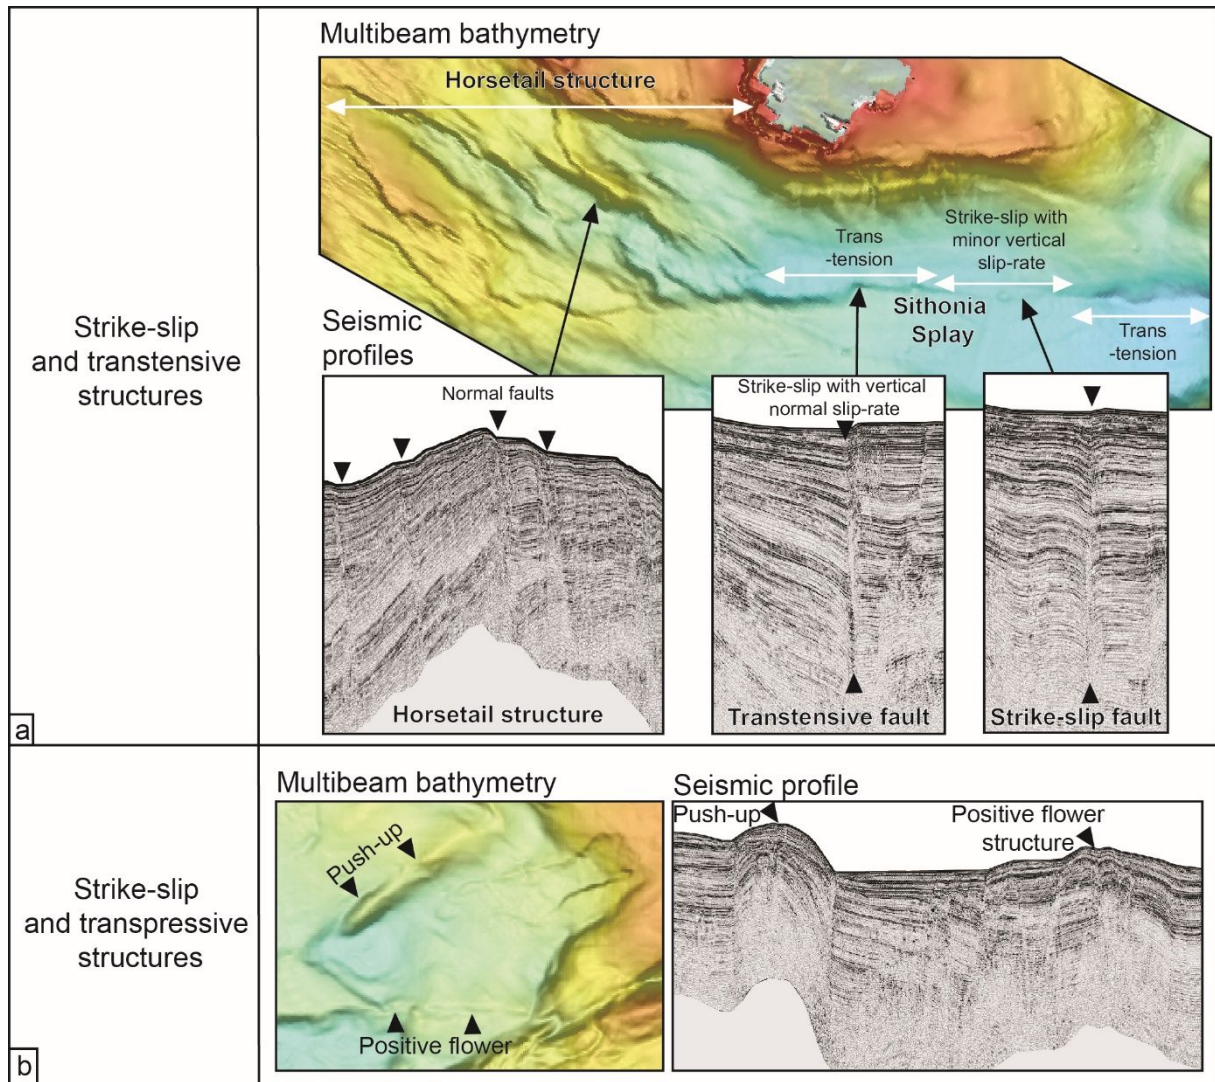 Strike-slip
and transtensive
structures
a
Multibeam bathymetry
Horsetail structure
Trans
-tension
Strike-slip with
minor vertical
slip-rate
Sithonia
Splay
Trans
-tension
Seismic
profiles
Normal faults
Horsetail structure
Strike-slip with vertical
normal slip-rate
Transtensive fault
Strike-slip fault
Strike-slip
and transpressive
structures
b
Multibeam bathymetry
Push-up
Positive flower
Seismic profile
Push-up
Positive flower
structure